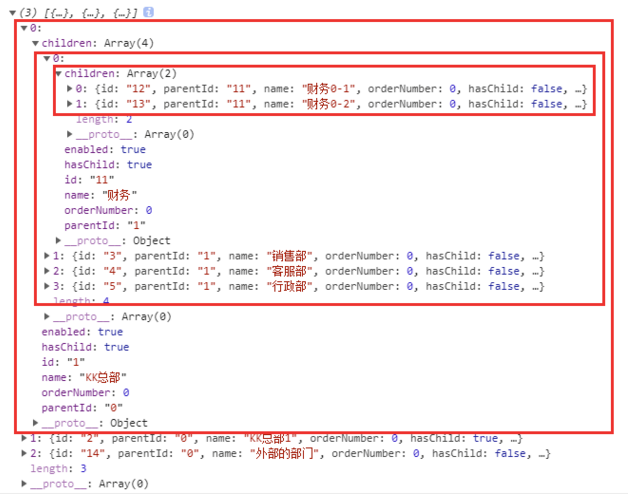 (3) [{…}, {…}, {…}]
0:
children: Array(4)
0:
children: Array(2)
0: {id: "12", parentId: "11", name: "财务0-1", orderNumber: 0, hasChild: false, …}
1: {id: "13", parentId: "11", name: "财务0-2", orderNumber: 0, hasChild: false, …}
length: 2
__proto__: Array(0)
enabled: true
hasChild: true
id: "11"
name: "财务"
orderNumber: 0
parentId: "1"
__proto__: Object
1: {id: "3", parentId: "1", name: "销售部", orderNumber: 0, hasChild: false, …}
2: {id: "4", parentId: "1", name: "客服部", orderNumber: 0, hasChild: false, …}
3: {id: "5", parentId: "1", name: "行政部", orderNumber: 0, hasChild: false, …}
length: 4
__proto__: Array(0)
enabled: true
hasChild: true
id: "1"
name: "KK总部"
orderNumber: 0
parentId: "0"
__proto__: Object
1: {id: "2", parentId: "0", name: "KK总部1", orderNumber: 0, hasChild: true, …}
2: {id: "14", parentId: "0", name: "外部的部门", orderNumber: 0, hasChild: false, …}
length: 3
__proto__: Array(0)